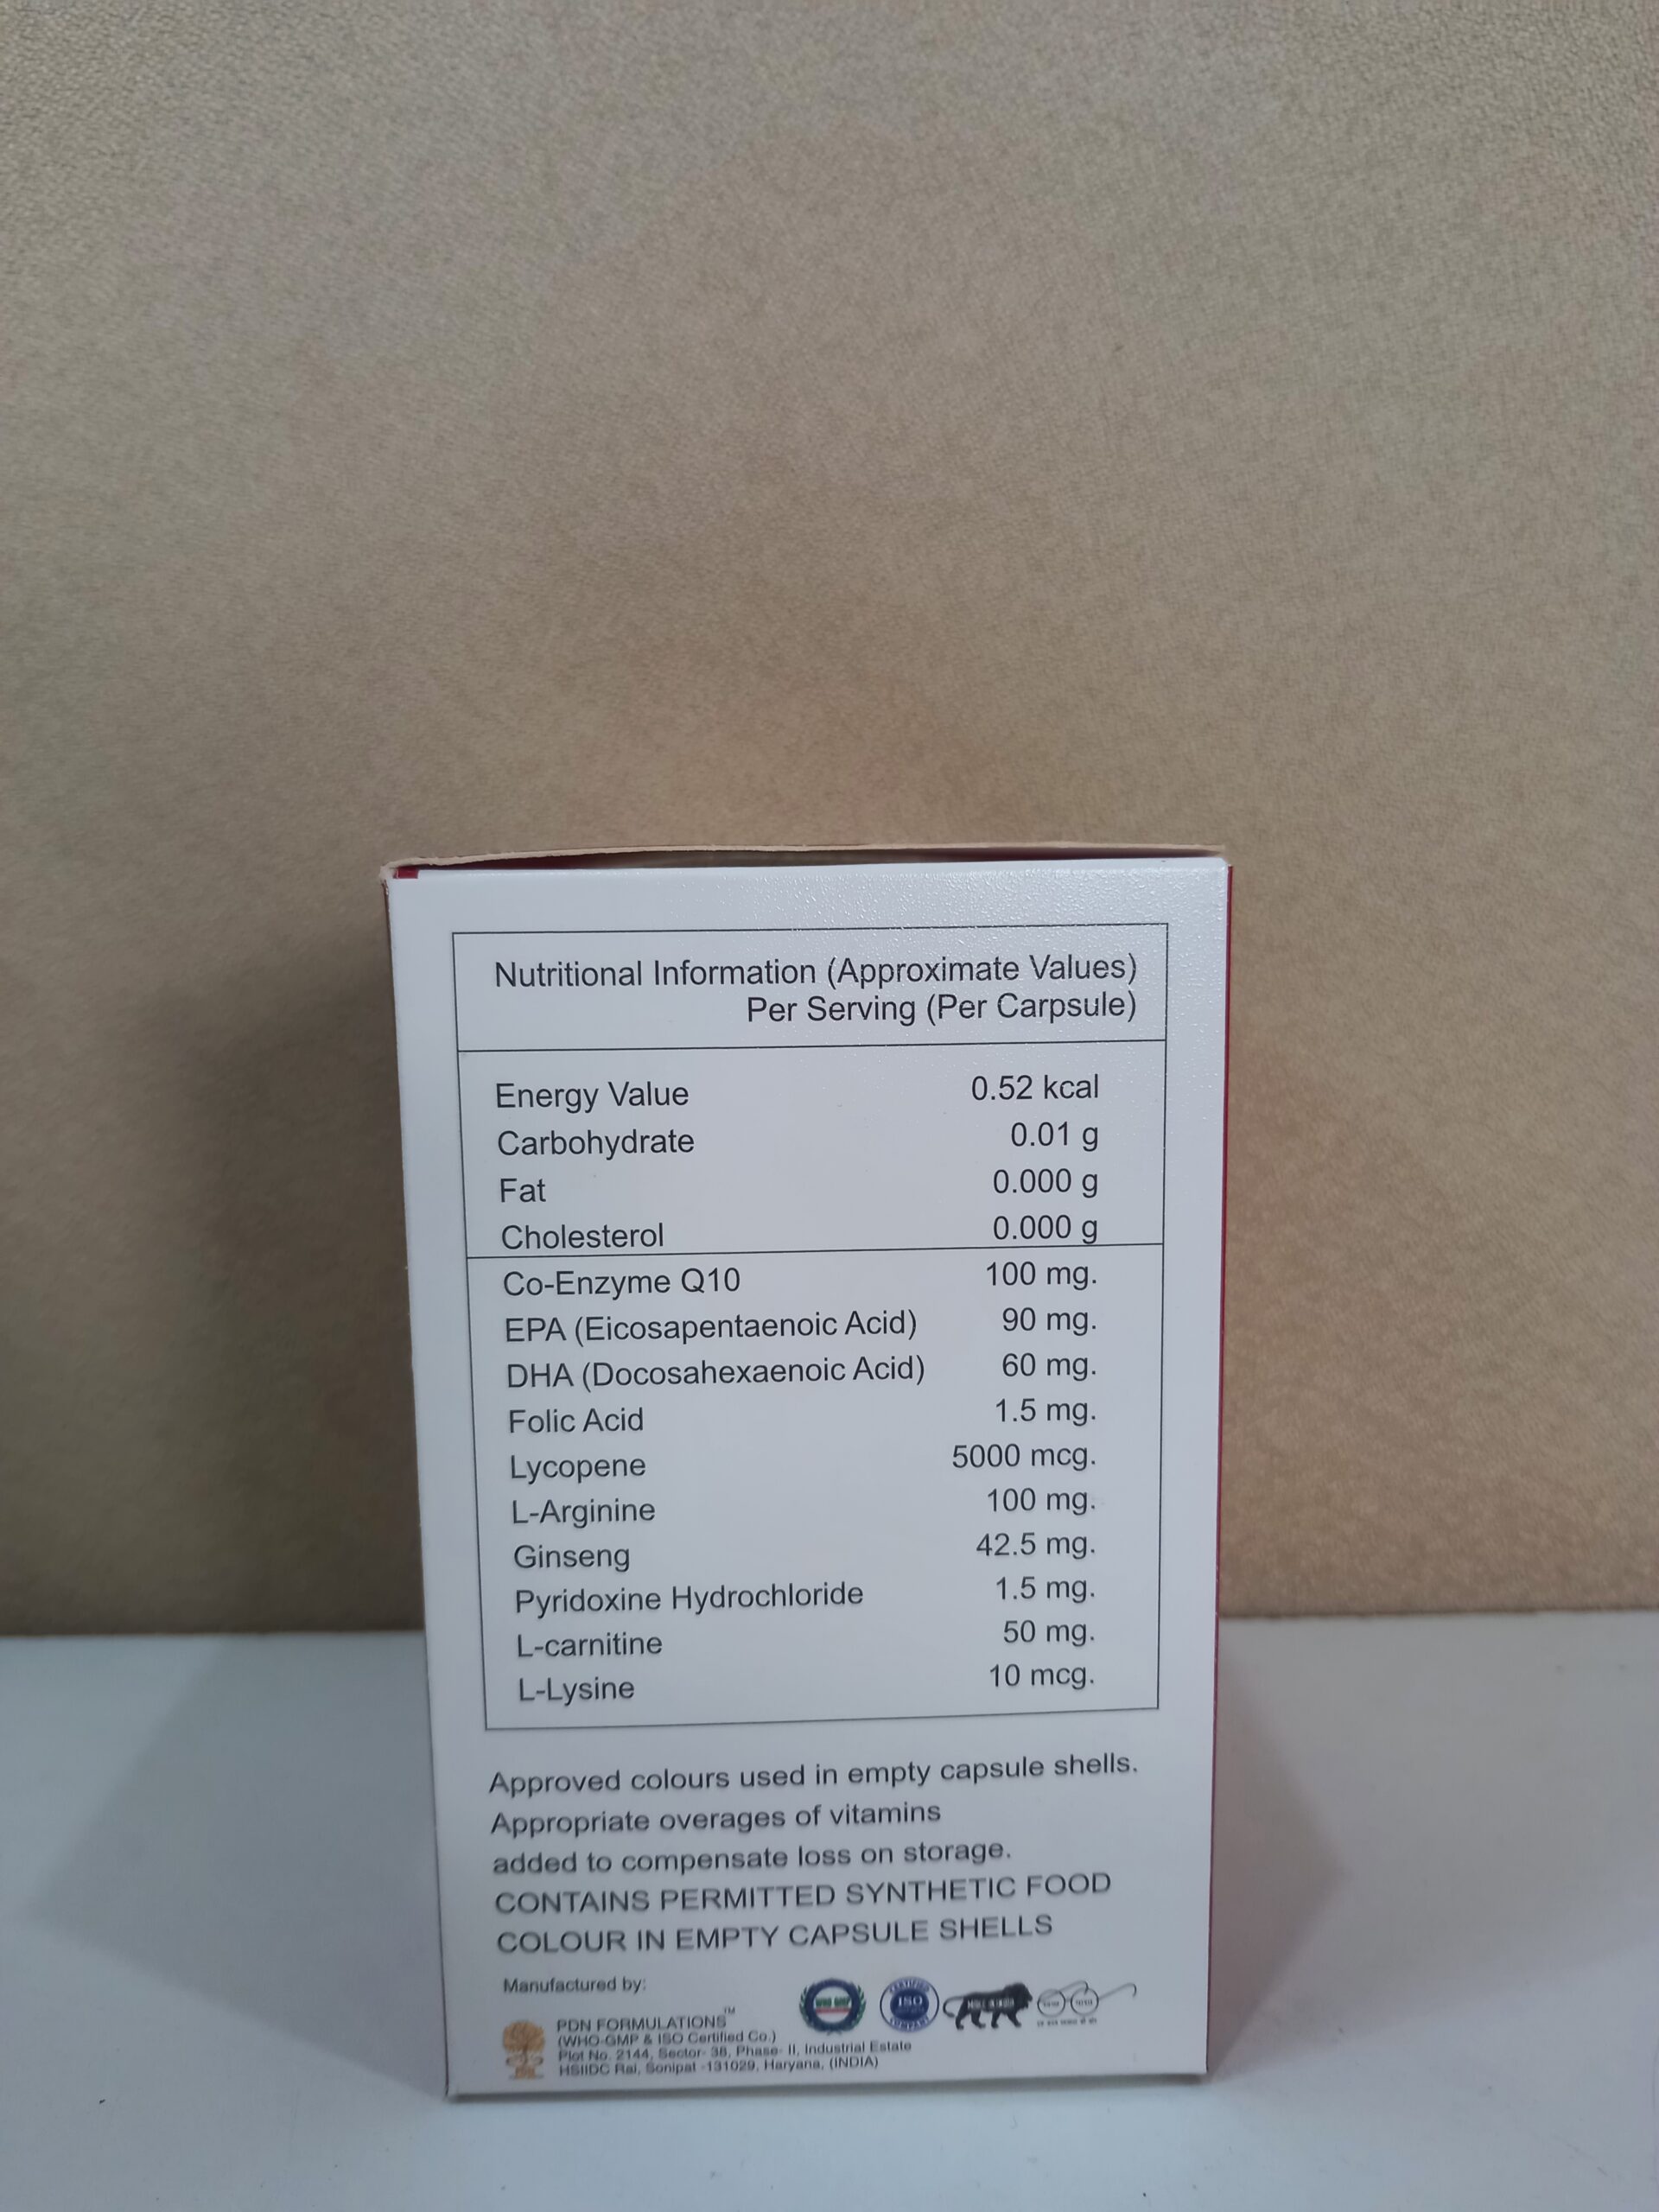 Nutritional Information (Approximate Values)
Per Serving (Per Carpsule)
Energy Value 0.52 kcal
Carbohydrate 0.01 g
Fat 0.000 g
Cholesterol 0.000 g
Co-Enzyme Q10 100 mg.
EPA (Eicosapentaenoic Acid) 90 mg.
DHA (Docosahexaenoic Acid) 60 mg.
Folic Acid 1.5 mg.
Lycopene 5000 mcg.
L-Arginine 100 mg.
Ginseng 42.5 mg.
Pyridoxine Hydrochloride 1.5 mg.
L-carnitine 50 mg.
L-Lysine 10 mcg.
Approved colours used in empty capsule shells.
Appropriate overages of vitamins
added to compensate loss on storage.
CONTAINS PERMITTED SYNTHETIC FOOD
COLOUR IN EMPTY CAPSULE SHELLS
Manufactured by:
PDN FORMULATIONS™
(WHO-GMP & ISO Certified Co.)
Plot No. 2144, Sector- 38, Phase- II, Industrial Estate
HSIIDC Rai, Sonipat -131029, Haryana, (INDIA)
WHO GMP
CERTIFIED
ISO
COMPANY